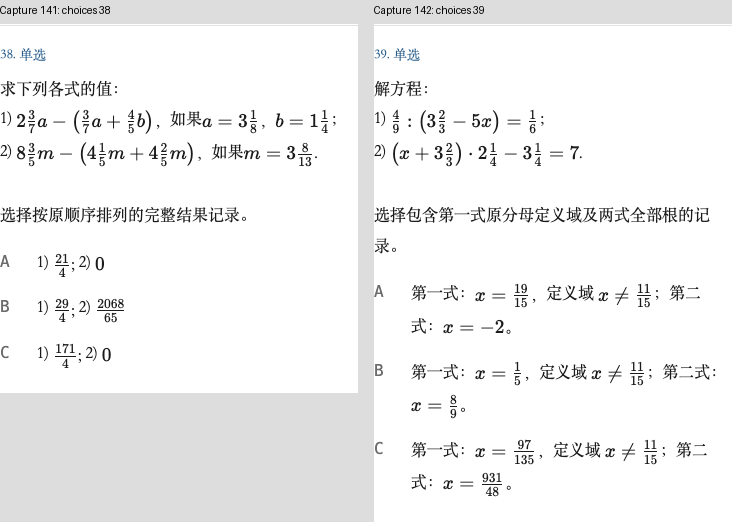 Capture 141: choices 38
38. 单选
求下列各式的值：
1) 2 3/7 a − (3/7 a + 4/5 b)，如果a = 3 1/8，b = 1 1/4；
2) 8 3/5 m − (4 1/5 m + 4 2/5 m)，如果m = 3 8/13.
选择按原顺序排列的完整结果记录。
A 1) 21/4; 2) 0
B 1) 29/4; 2) 2068/65
C 1) 171/4; 2) 0
Capture 142: choices 39
39. 单选
解方程：
1) 4/9 : (3 2/3 − 5x) = 1/6；
2) (x + 3 2/3) · 2 1/4 − 3 1/4 = 7.
选择包含第一式原分母定义域及两式全部根的记
录。
A 第一式：x = 19/15，定义域 x ≠ 11/15；第二
式：x = −2。
B 第一式：x = 1/5，定义域 x ≠ 11/15；第二式：
x = 8/9。
C 第一式：x = 97/135，定义域 x ≠ 11/15；第二
式：x = 931/48。